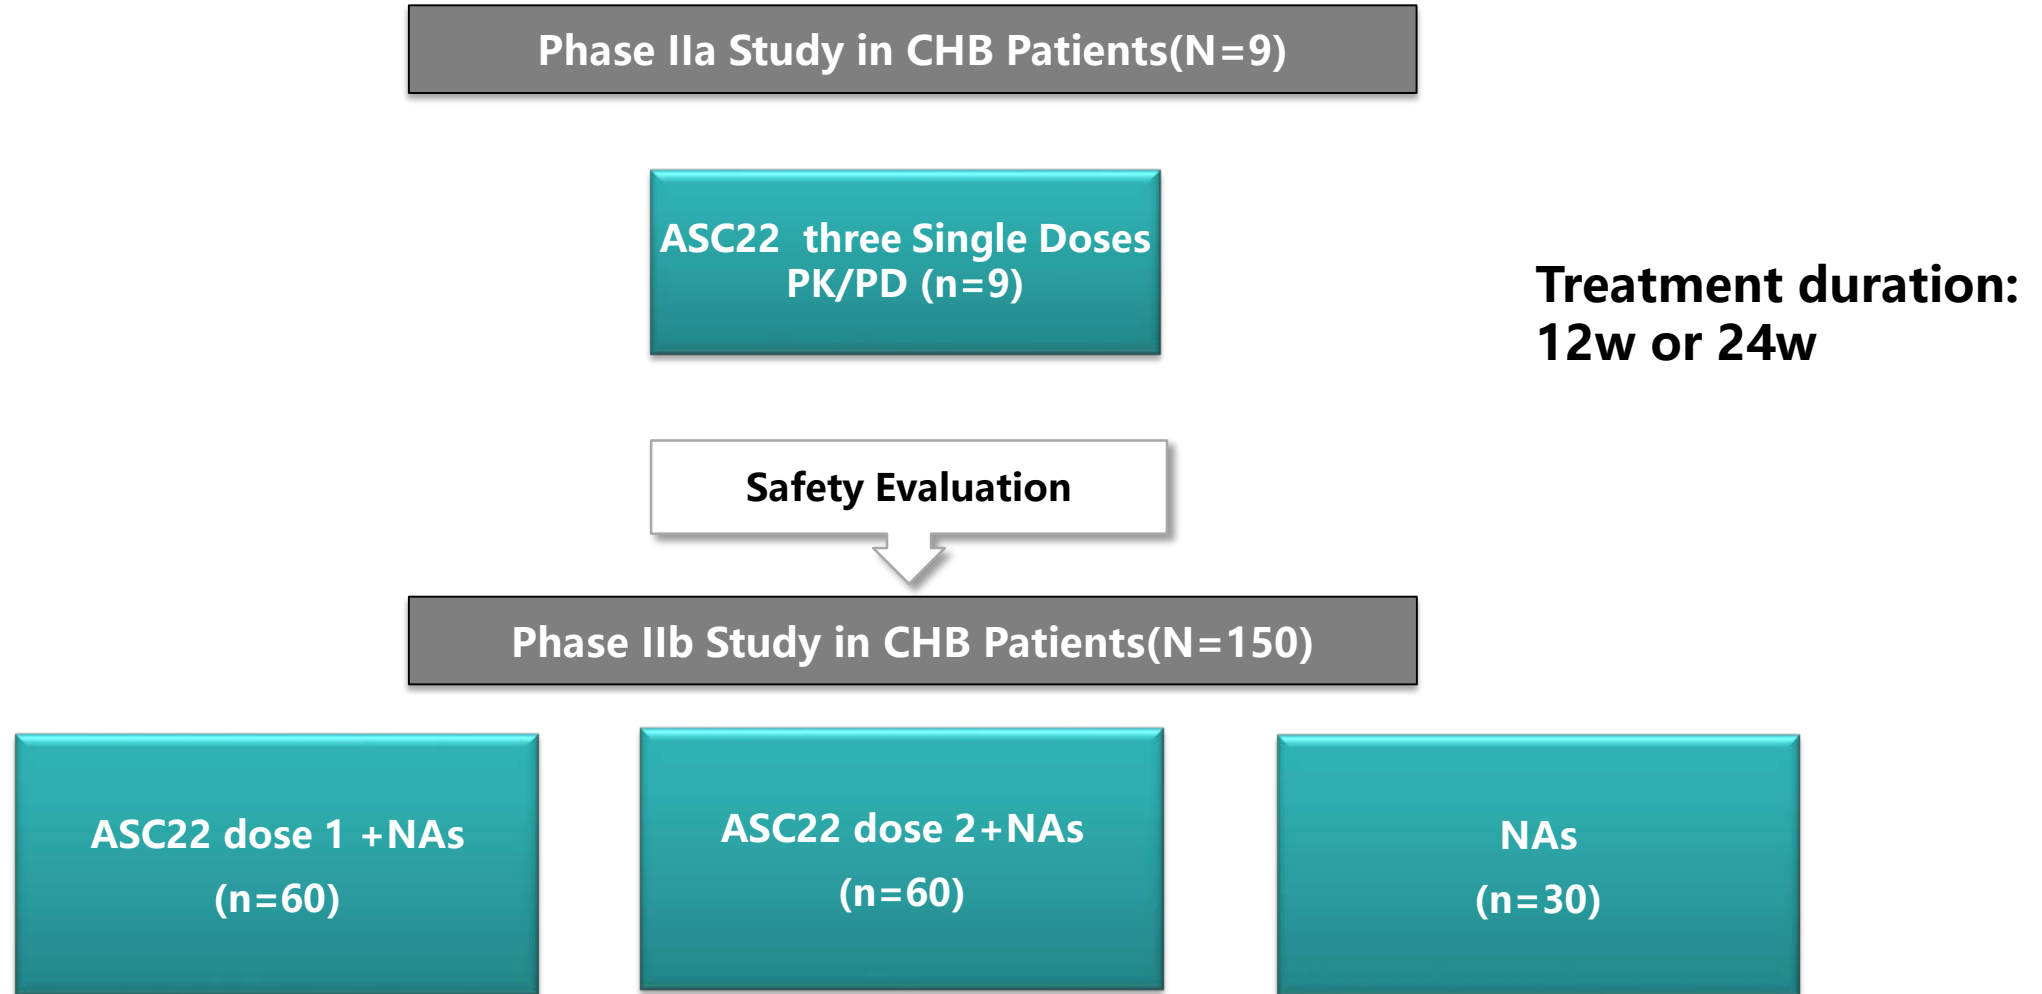 Phase IIa Study in CHB Patients(N=9)
ASC22  three Single Doses
PK/PD (n=9)
Treatment duration:
12w or 24w
Safety Evaluation
Phase IIb Study in CHB Patients(N=150)
ASC22 dose 1 +NAs
(n=60)
ASC22 dose 2+NAs
(n=60)
NAs
(n=30)